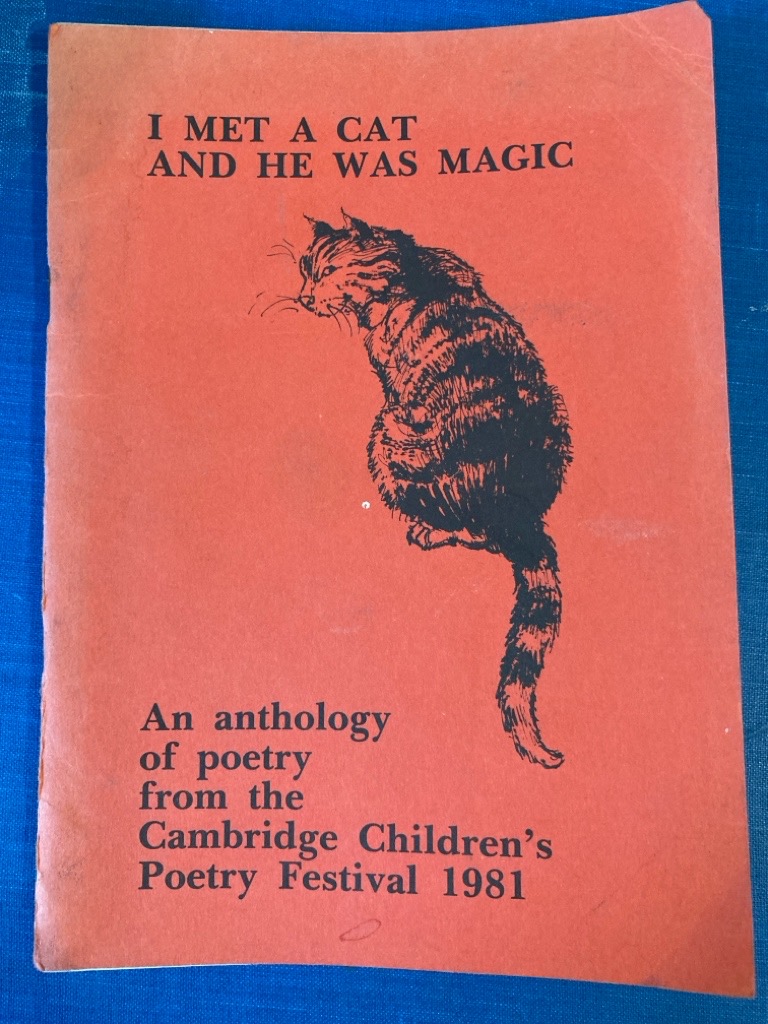 I MET A CAT
AND HE WAS MAGIC
An anthology
of poetry
from the
Cambridge Children's
Poetry Festival 1981